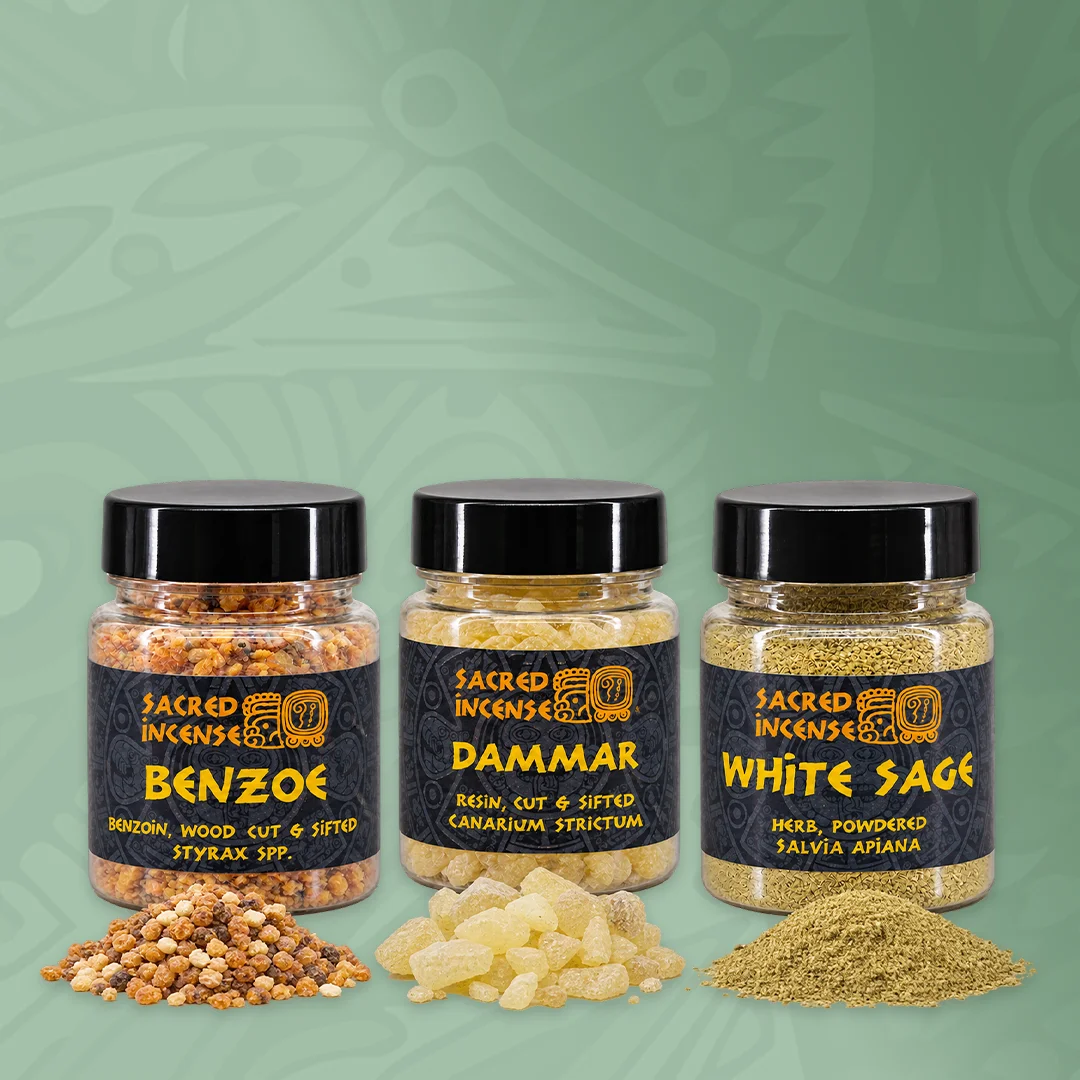 SACRED
INCENSE
BENZOE
BENZOIN, WOOD CUT & SIFTED
STYRAX SPP.
SACRED
INCENSE
DAMMAR
RESIN, CUT & SIFTED
CANARIUM STRICTUM
SACRED
INCENSE
WHITE SAGE
HERB, POWDERED
SALVIA APIANA